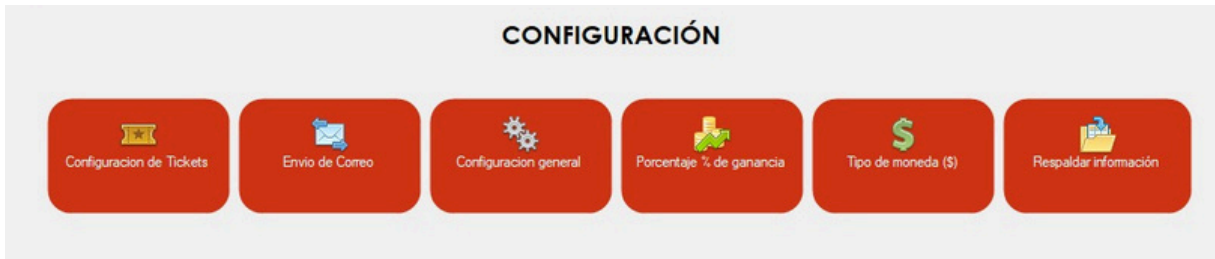 CONFIGURACIÓN
Configuracion de Tickets
Envio de Correo
Configuracion general
Porcentaje % de ganancia
Tipo de moneda ($)
Respaldar información